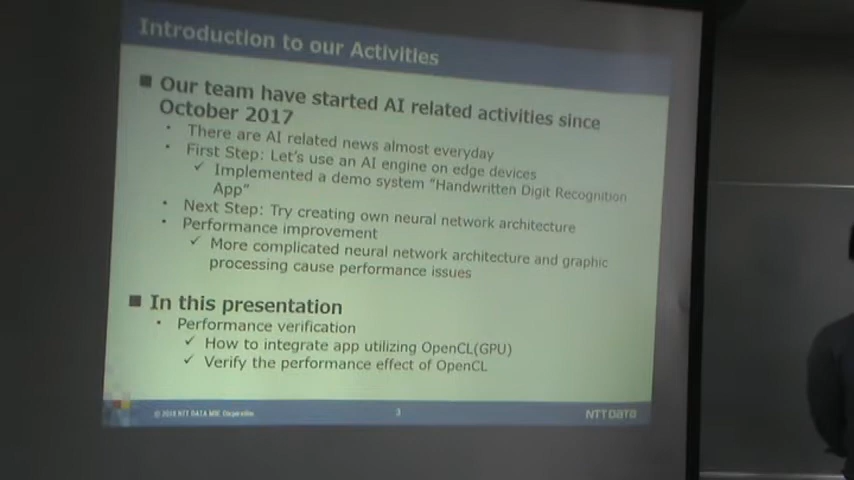 Introduction to our Activities
■ Our team have started AI related activities since
October 2017
• There are AI related news almost everyday
• First Step: Let's use an AI engine on edge devices
✓ Implemented a demo system "Handwritten Digit Recognition
App"
• Next Step: Try creating own neural network architecture
• Performance improvement
✓ More complicated neural network architecture and graphic
processing cause performance issues
■ In this presentation
• Performance verification
✓ How to integrate app utilizing OpenCL(GPU)
✓ Verify the performance effect of OpenCL
© 2018 NTT DATA MSE Corporation
3
NTT DATA